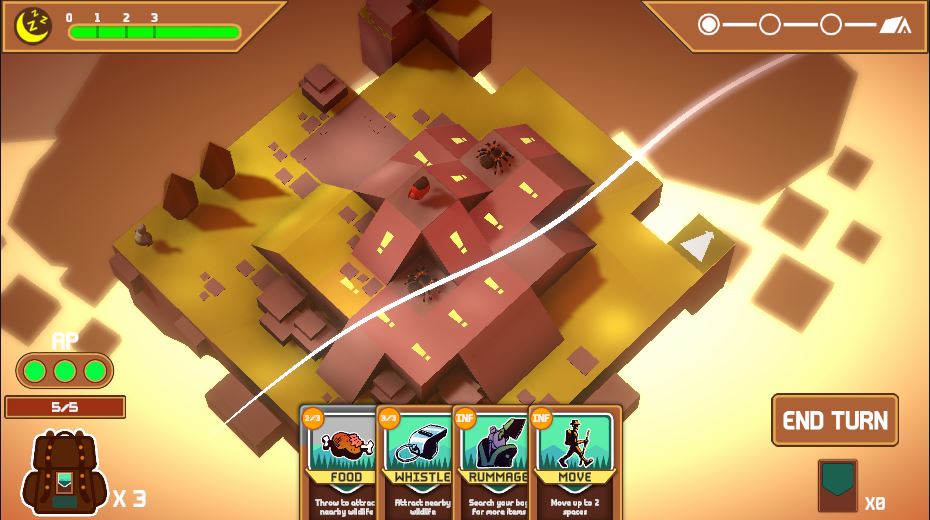 0 1 2 3
AP
5/5
X 3
2/3
FOOD
Throw to attrac
nearby wildlife
3/3
WHISTLE
Attract nearby
wildlife
INF
RUMMAGE
Search your bag
for more items
INF
MOVE
Move up to 2
spaces
END TURN
X0